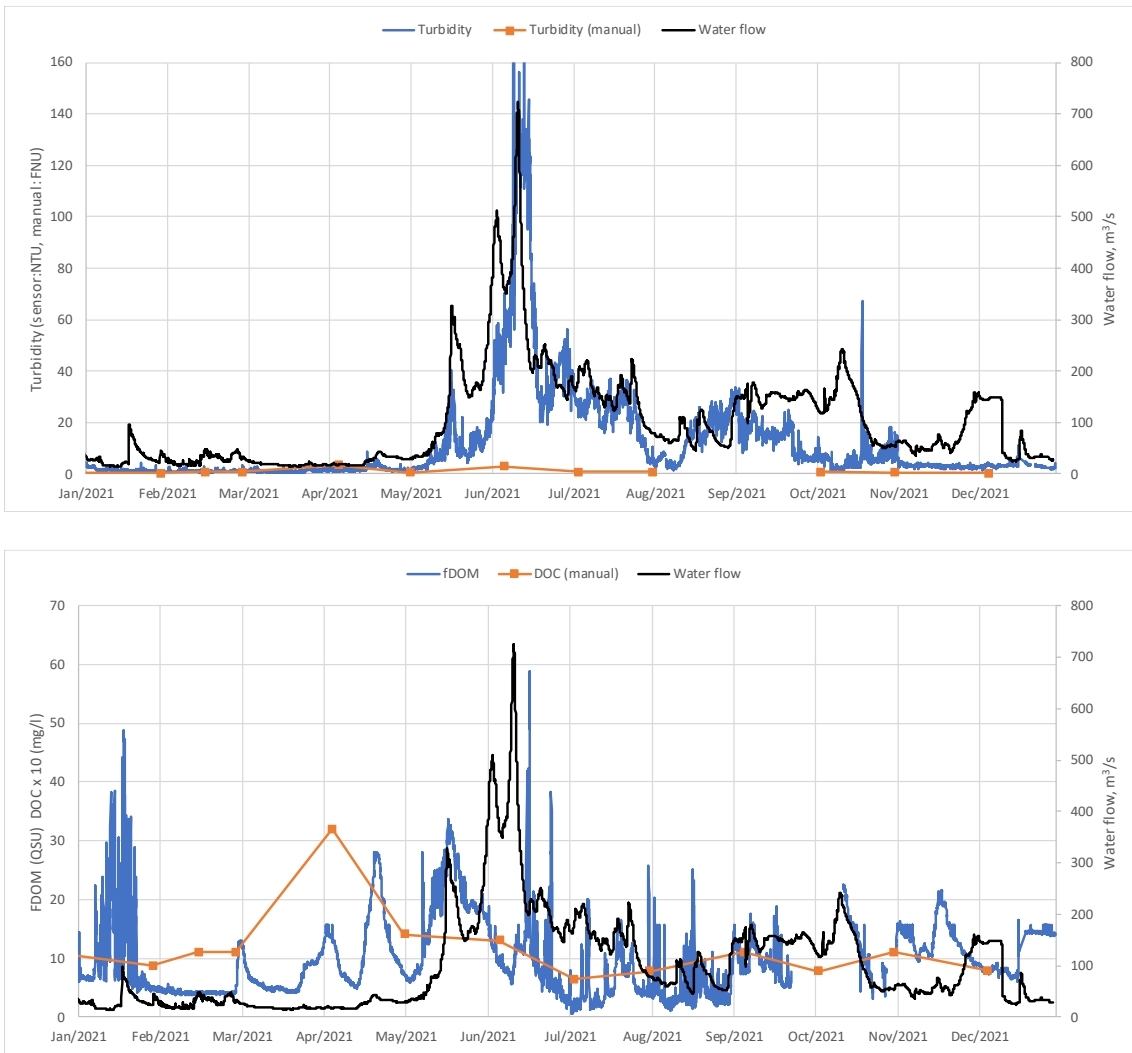 Turbidity Turbidity (manual) Water flow
160 800
140 700
120 600
100 500
80 400
60 300
40 200
20 100
0 0
Turbidity (sensor:NTU, manual: FNU)
Water flow, m³/s
Jan/2021 Feb/2021 Mar/2021 Apr/2021 May/2021 Jun/2021 Jul/2021 Aug/2021 Sep/2021 Oct/2021 Nov/2021 Dec/2021
fDOM DOC (manual) Water flow
70 800
60 700
50 600
40 500
30 400
20 300
10 200
0 100
0
FDOM (QSU) DOC x 10 (mg/l)
Water flow, m³/s
Jan/2021 Feb/2021 Mar/2021 Apr/2021 May/2021 Jun/2021 Jul/2021 Aug/2021 Sep/2021 Oct/2021 Nov/2021 Dec/2021